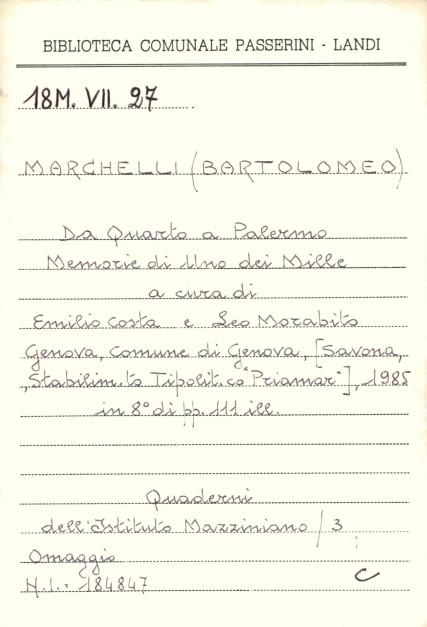 BIBLIOTECA COMUNALE PASSERINI - LANDI
18M. VII. 27
MARCHELLI (BARTOLOMEO)
Da Quarto a Palermo
Memorie di Uno dei Mille
a cura di
Emilio Costa e Leo Morabito
Genova, Comune di Genova, [Savona,
Stabilim.to Tipolit.co "Priamar"], 1985
in 8° di pp. 111 ill.
Quaderni
dell'Istituto Mazziniano / 3
Omaggio
N.I.: 184847
C